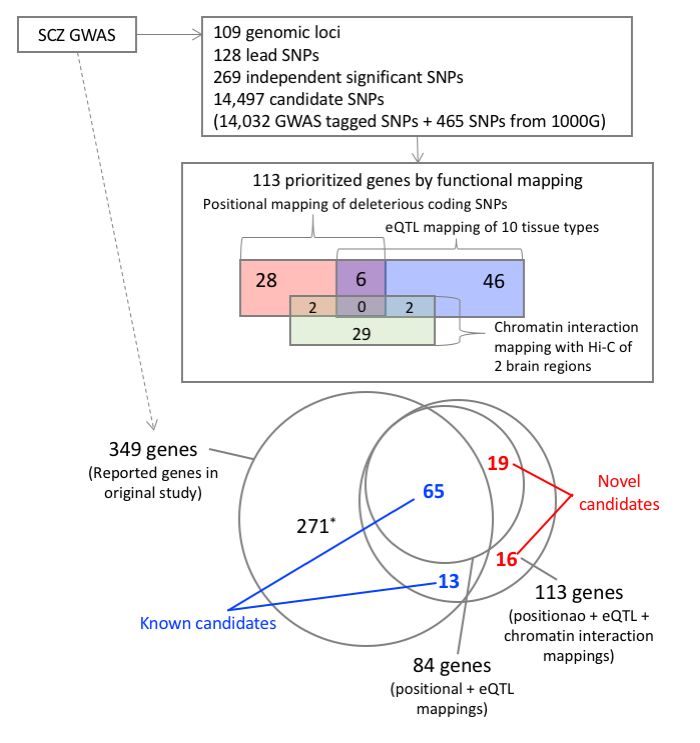 SCZ GWAS
109 genomic loci
128 lead SNPs
269 independent significant SNPs
14,497 candidate SNPs
(14,032 GWAS tagged SNPs + 465 SNPs from 1000G)
113 prioritized genes by functional mapping
Positional mapping of deleterious coding SNPs
eQTL mapping of 10 tissue types
28
6
46
2
0
2
29
Chromatin interaction
mapping with Hi-C of
2 brain regions
349 genes
(Reported genes in
original study)
19
Novel
candidates
65
271*
16
13
113 genes
(positionao + eQTL +
chromatin interaction
mappings)
Known candidates
84 genes
(positional + eQTL
mappings)